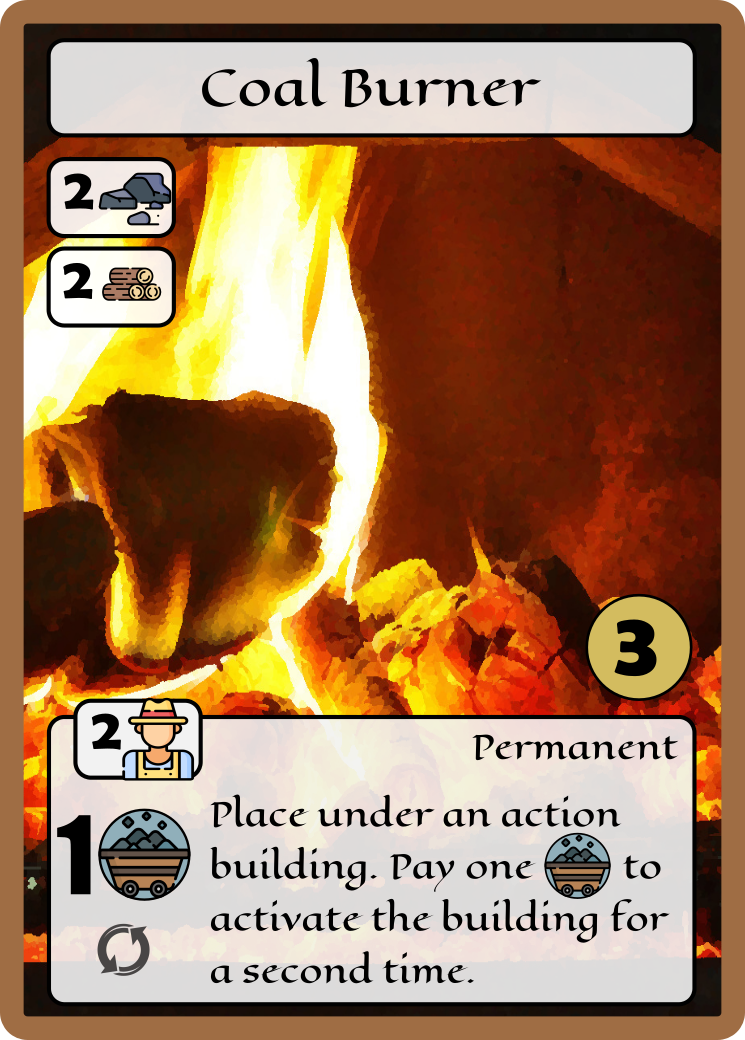 Coal Burner
2
2
3
2
Permanent
1
Place under an action
building. Pay one to
activate the building for
a second time.